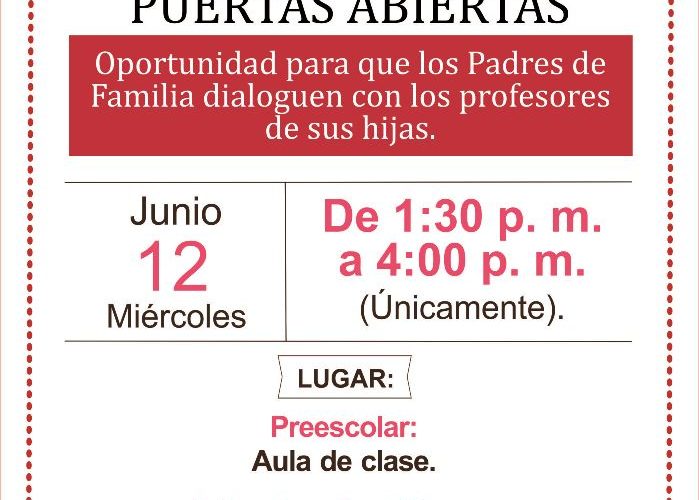 PUERTAS ABIERTAS
Oportunidad para que los Padres de
Familia dialoguen con los profesores
de sus hijas.
Junio
12
Miércoles
De 1:30 p. m.
a 4:00 p. m.
(Únicamente).
LUGAR:
Preescolar:
Aula de clase.